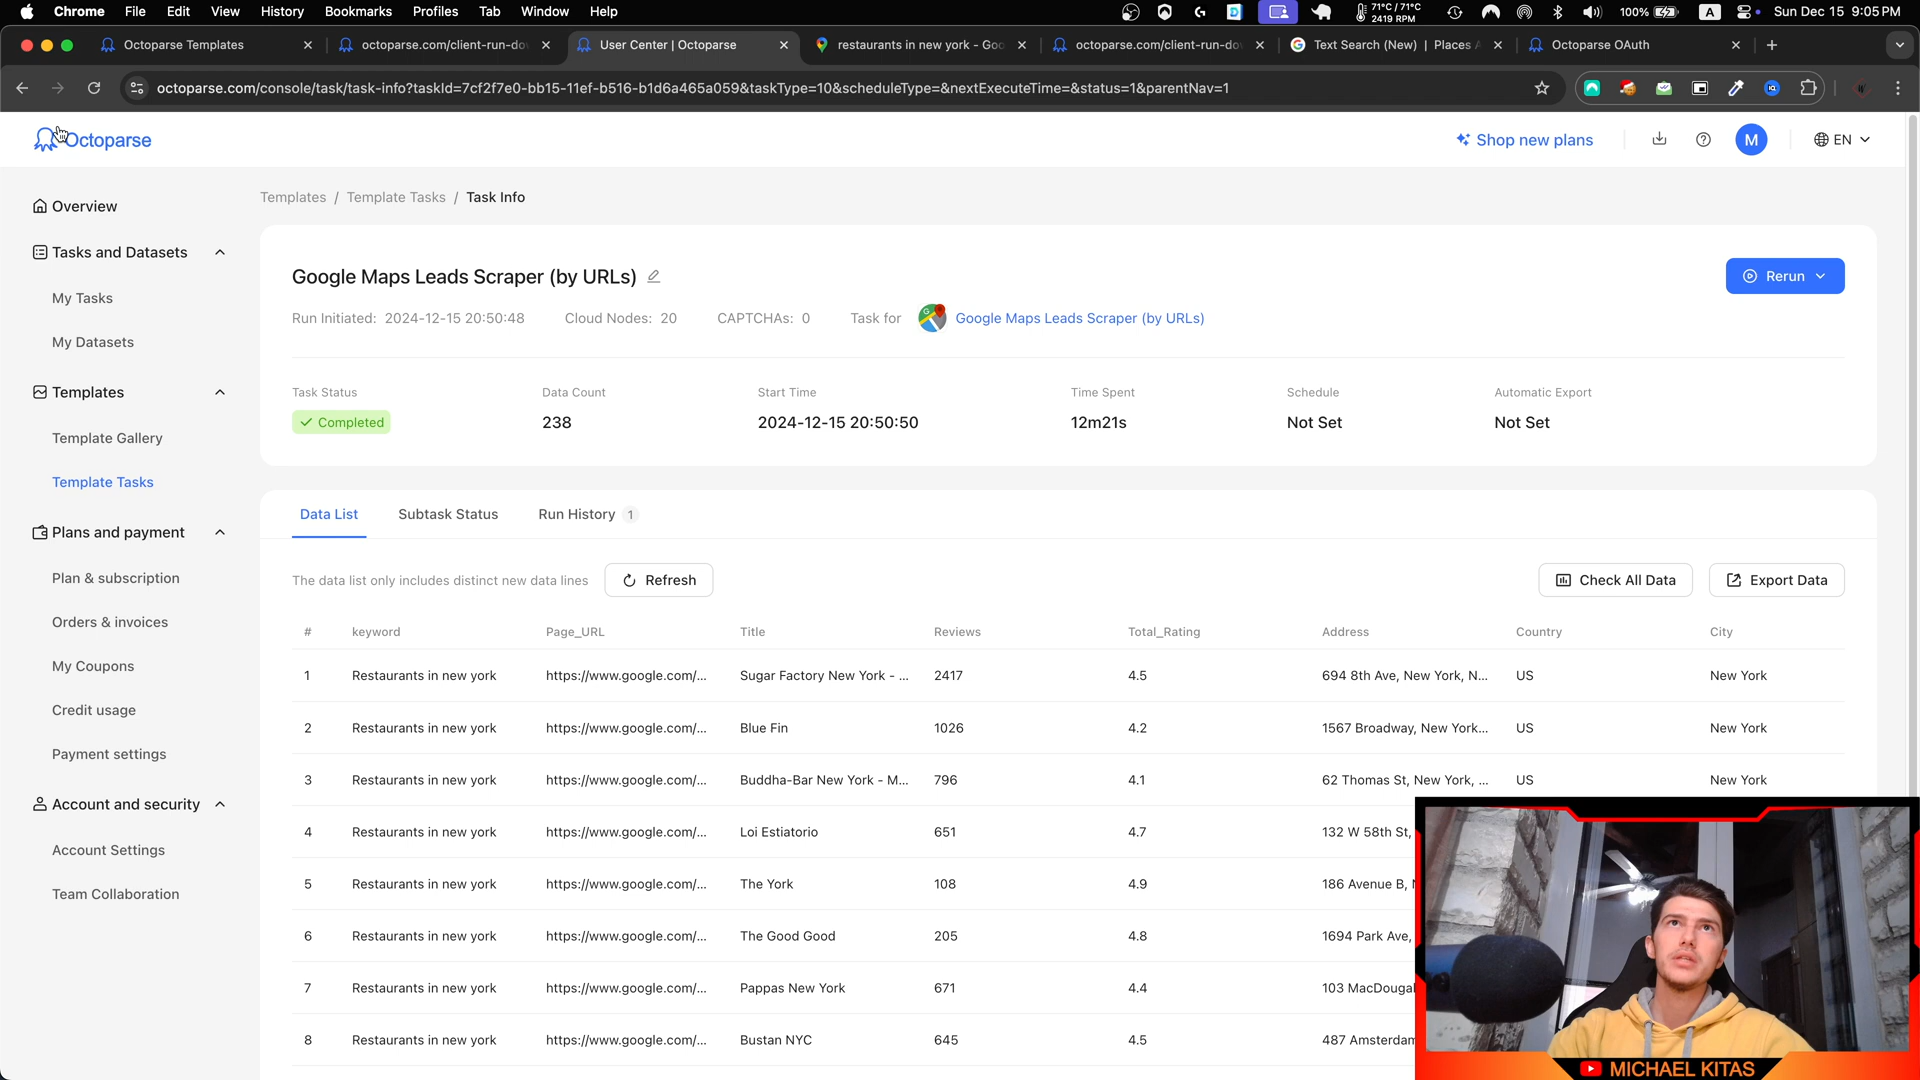 Chrome File Edit View History Bookmarks Profiles Tab Window Help
71°C / 71°C
2419 RPM
100%
A
Sun Dec 15 9:05 PM
Octoparse Templates
octoparse.com/client-run-do
User Center | Octoparse
restaurants in new york - Goo
octoparse.com/client-run-do
Text Search (New) | Places A
Octoparse OAuth
octoparse.com/console/task/task-info?taskId=7cf2f7e0-bb15-11ef-b516-b1d6a465a059&taskType=10&scheduleType=&nextExecuteTime=&status=1&parentNav=1
Octoparse
Shop new plans
M
EN
Overview
Tasks and Datasets
My Tasks
My Datasets
Templates
Template Gallery
Template Tasks
Plans and payment
Plan & subscription
Orders & invoices
My Coupons
Credit usage
Payment settings
Account and security
Account Settings
Team Collaboration
Templates / Template Tasks / Task Info
Google Maps Leads Scraper (by URLs)
Rerun
Run Initiated: 2024-12-15 20:50:48 Cloud Nodes: 20 CAPTCHAs: 0 Task for Google Maps Leads Scraper (by URLs)
Task Status Data Count Start Time Time Spent Schedule Automatic Export
Completed 238 2024-12-15 20:50:50 12m21s Not Set Not Set
Data List Subtask Status Run History 1
The data list only includes distinct new data lines Refresh Check All Data Export Data
# keyword Page_URL Title Reviews Total_Rating Address Country City
1 Restaurants in new york https://www.google.com/... Sugar Factory New York - ... 2417 4.5 694 8th Ave, New York, N... US New York
2 Restaurants in new york https://www.google.com/... Blue Fin 1026 4.2 1567 Broadway, New York... US New York
3 Restaurants in new york https://www.google.com/... Buddha-Bar New York - M... 796 4.1 62 Thomas St, New York, ... US New York
4 Restaurants in new york https://www.google.com/... Loi Estiatorio 651 4.7 132 W 58th St,
5 Restaurants in new york https://www.google.com/... The York 108 4.9 186 Avenue B,
6 Restaurants in new york https://www.google.com/... The Good Good 205 4.8 1694 Park Ave,
7 Restaurants in new york https://www.google.com/... Pappas New York 671 4.4 103 MacDougal
8 Restaurants in new york https://www.google.com/... Bustan NYC 645 4.5 487 Amsterdam
MICHAEL KITAS